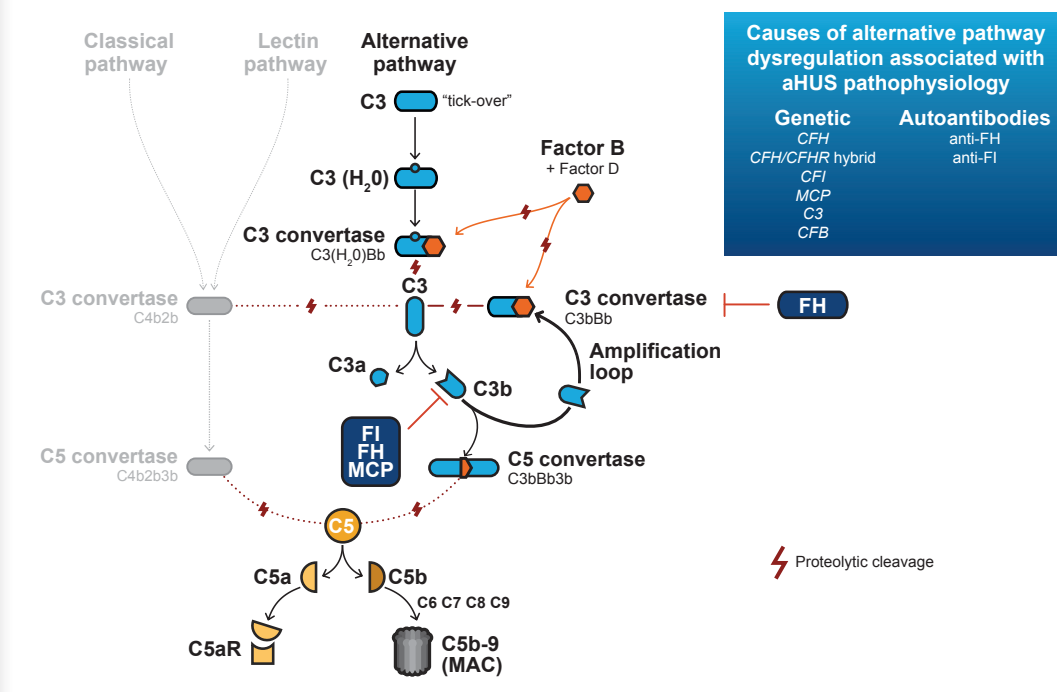 Classical
pathway
Lectin
pathway
Alternative
pathway
Causes of alternative pathway
dysregulation associated with
aHUS pathophysiology
Genetic
CFH
CFH/CFHR hybrid
CFI
MCP
C3
CFB
Autoantibodies
anti-FH
anti-FI
C3 "tick-over"
Factor B
+ Factor D
C3 (H₂0)
C3 convertase
C3(H₂0)Bb
C3 convertase
C4b2b
C3
C3 convertase
C3bBb
FH
Amplification
loop
C3a
C3b
FI
FH
MCP
C5 convertase
C4b2b3b
C5 convertase
C3bBb3b
C5
Proteolytic cleavage
C5a
C5b
C6 C7 C8 C9
C5aR
C5b-9
(MAC)